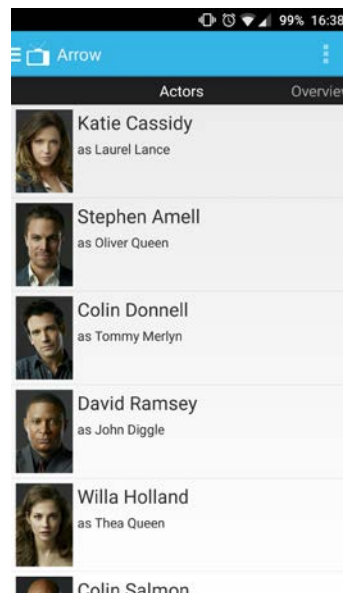 99% 16:38
Arrow
Actors Overvie
Katie Cassidy
as Laurel Lance
Stephen Amell
as Oliver Queen
Colin Donnell
as Tommy Merlyn
David Ramsey
as John Diggle
Willa Holland
as Thea Queen
Colin Salmon